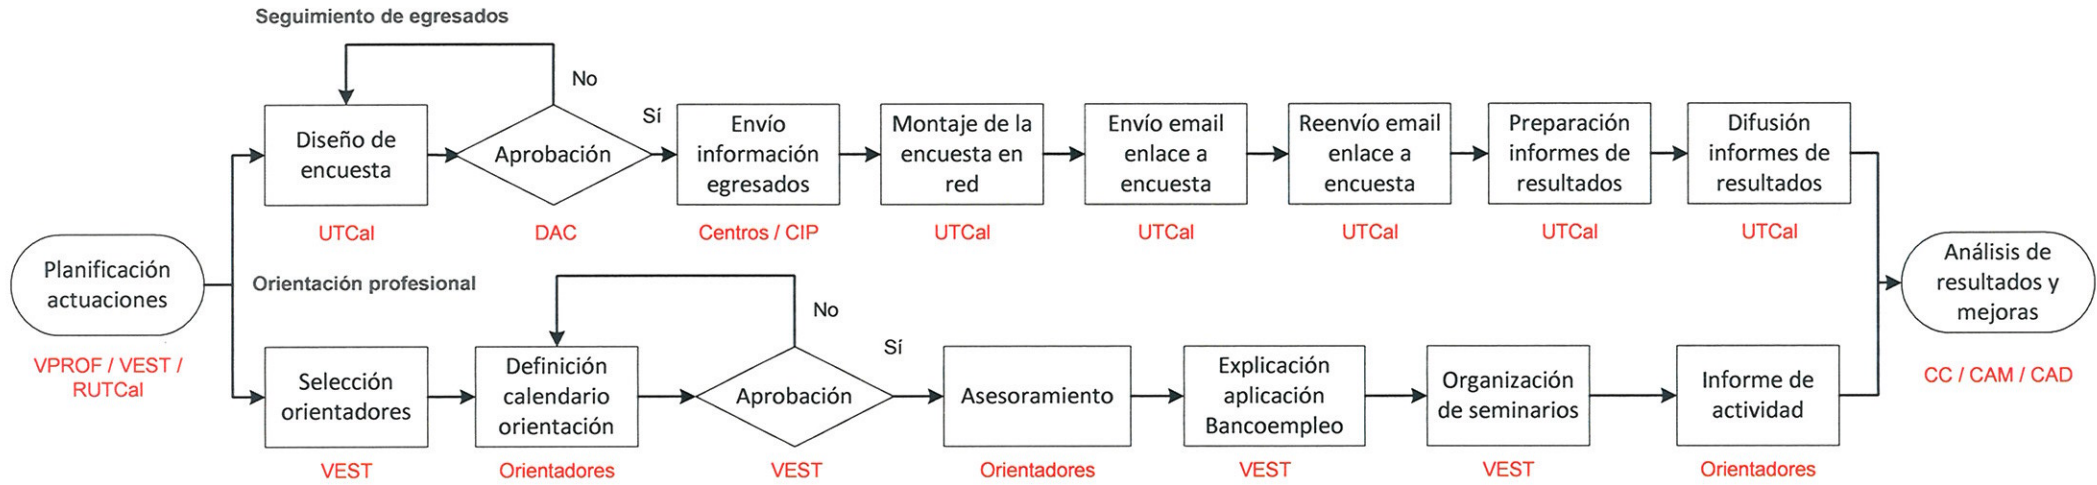 Seguimiento de egresados
No
Sí
Diseño de
encuesta
Aprobación
Envío
información
egresados
Montaje de la
encuesta en
red
Envío email
enlace a
encuesta
Reenvío email
enlace a
encuesta
Preparación
informes de
resultados
Difusión
informes de
resultados
UTCal
DAC
Centros / CIP
UTCal
UTCal
UTCal
UTCal
UTCal
Planificación
actuaciones
VPROF / VEST /
RUTCal
Orientación profesional
No
Sí
Selección
orientadores
Definición
calendario
orientación
Aprobación
Asesoramiento
Explicación
aplicación
Bancoempleo
Organización
de seminarios
Informe de
actividad
VEST
Orientadores
VEST
Orientadores
VEST
VEST
Orientadores
Análisis de
resultados y
mejoras
CC / CAM / CAD